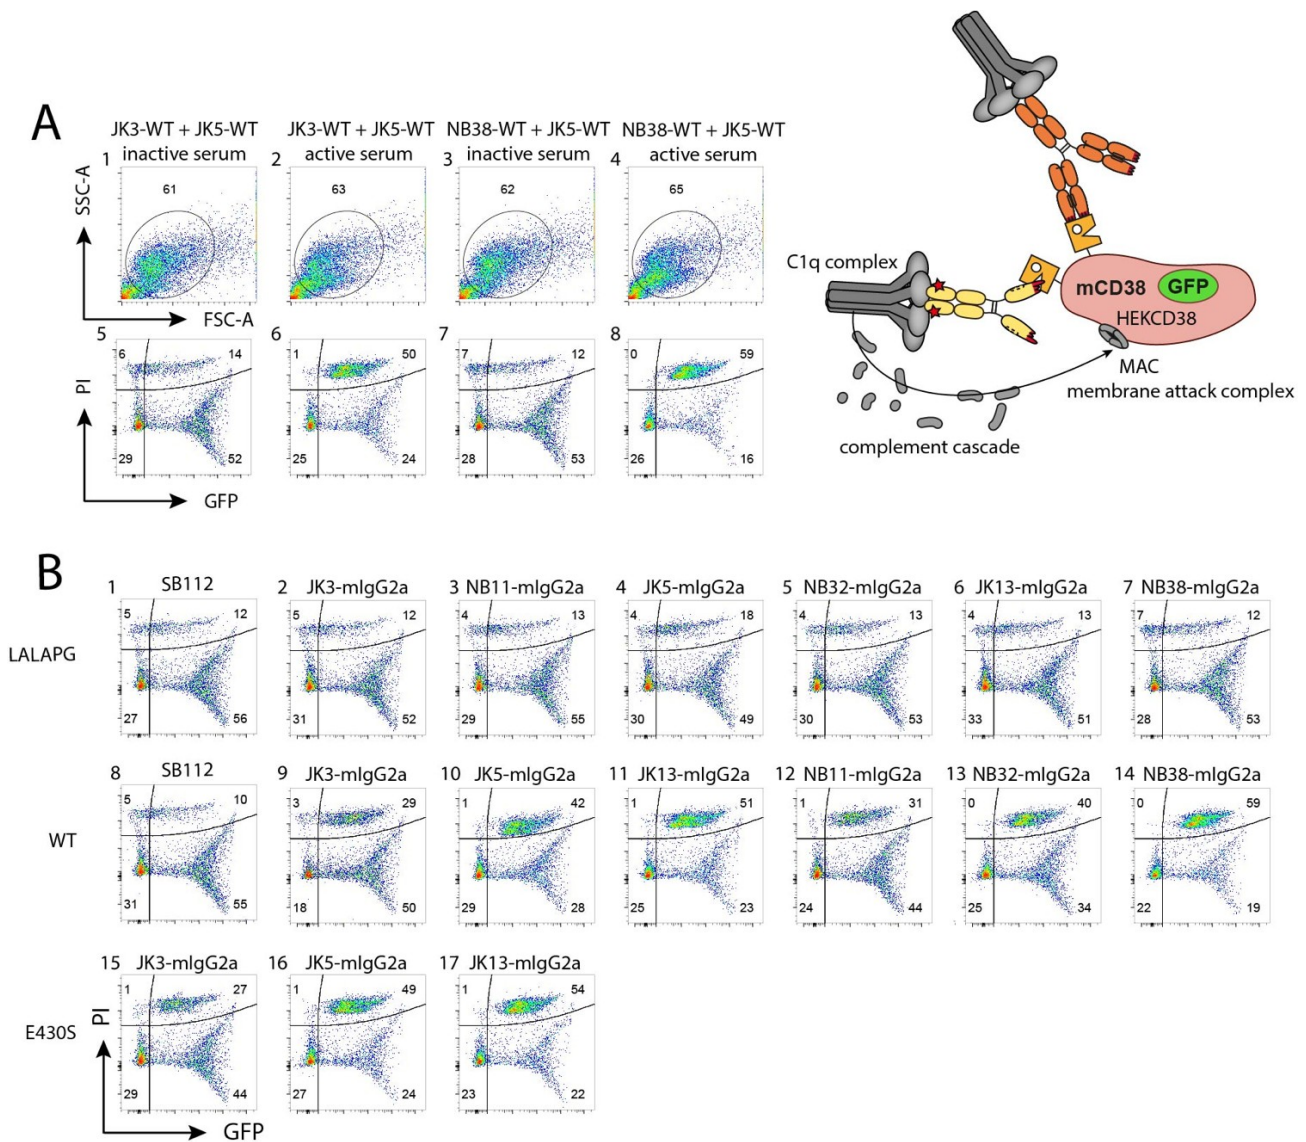 A
JK3-WT + JK5-WT
inactive serum
JK3-WT + JK5-WT
active serum
NB38-WT + JK5-WT
inactive serum
NB38-WT + JK5-WT
active serum
1
2
3
4
61
63
62
65
SSC-A
FSC-A
5
6
7
8
6
14
1
50
7
12
0
59
29
52
25
24
28
53
26
16
PI
GFP
C1q complex
mCD38
GFP
HEKCD38
MAC
membrane attack complex
complement cascade
B
1
SB112
2
JK3-mIgG2a
3
NB11-mIgG2a
4
JK5-mIgG2a
5
NB32-mIgG2a
6
JK13-mIgG2a
7
NB38-mIgG2a
LALAPG
5
12
5
12
4
13
4
18
4
13
4
13
7
12
27
56
31
52
29
55
30
49
30
53
33
51
28
53
8
SB112
9
JK3-mIgG2a
10
JK5-mIgG2a
11
JK13-mIgG2a
12
NB11-mIgG2a
13
NB32-mIgG2a
14
NB38-mIgG2a
WT
5
10
3
29
1
42
1
51
1
31
0
40
0
59
31
55
18
50
29
28
25
23
24
44
25
34
22
19
15
JK3-mIgG2a
16
JK5-mIgG2a
17
JK13-mIgG2a
E430S
1
27
1
49
1
54
29
44
27
24
23
22
PI
GFP